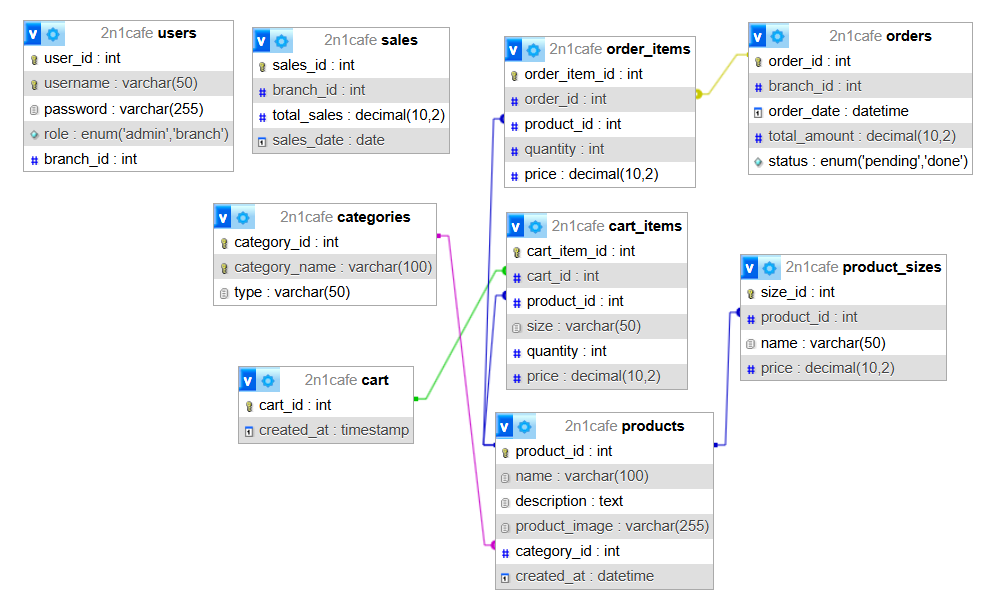 v 2n1cafe users
user_id : int
username : varchar(50)
password : varchar(255)
role : enum('admin','branch')
# branch_id : int
v 2n1cafe sales
sales_id : int
# branch_id : int
# total_sales : decimal(10,2)
sales_date : date
v 2n1cafe order_items
order_item_id : int
# order_id : int
# product_id : int
# quantity : int
# price : decimal(10,2)
v 2n1cafe orders
order_id : int
# branch_id : int
order_date : datetime
# total_amount : decimal(10,2)
status : enum('pending','done')
v 2n1cafe categories
category_id : int
category_name : varchar(100)
type : varchar(50)
v 2n1cafe cart_items
cart_item_id : int
# cart_id : int
# product_id : int
size : varchar(50)
# quantity : int
# price : decimal(10,2)
v 2n1cafe product_sizes
size_id : int
# product_id : int
name : varchar(50)
# price : decimal(10,2)
v 2n1cafe cart
cart_id : int
created_at : timestamp
v 2n1cafe products
product_id : int
name : varchar(100)
description : text
product_image : varchar(255)
# category_id : int
created_at : datetime